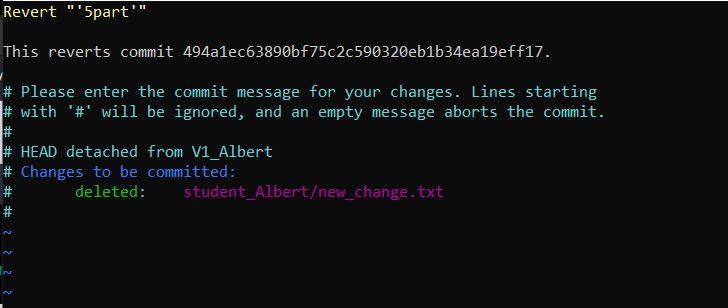 Revert "'5part'"
This reverts commit 494a1ec63890bf75c2c590320eb1b34ea19eff17.
# Please enter the commit message for your changes. Lines starting
# with '#' will be ignored, and an empty message aborts the commit.
#
# HEAD detached from V1_Albert
# Changes to be committed:
#       deleted:    student_Albert/new_change.txt
#
~
~
~
~